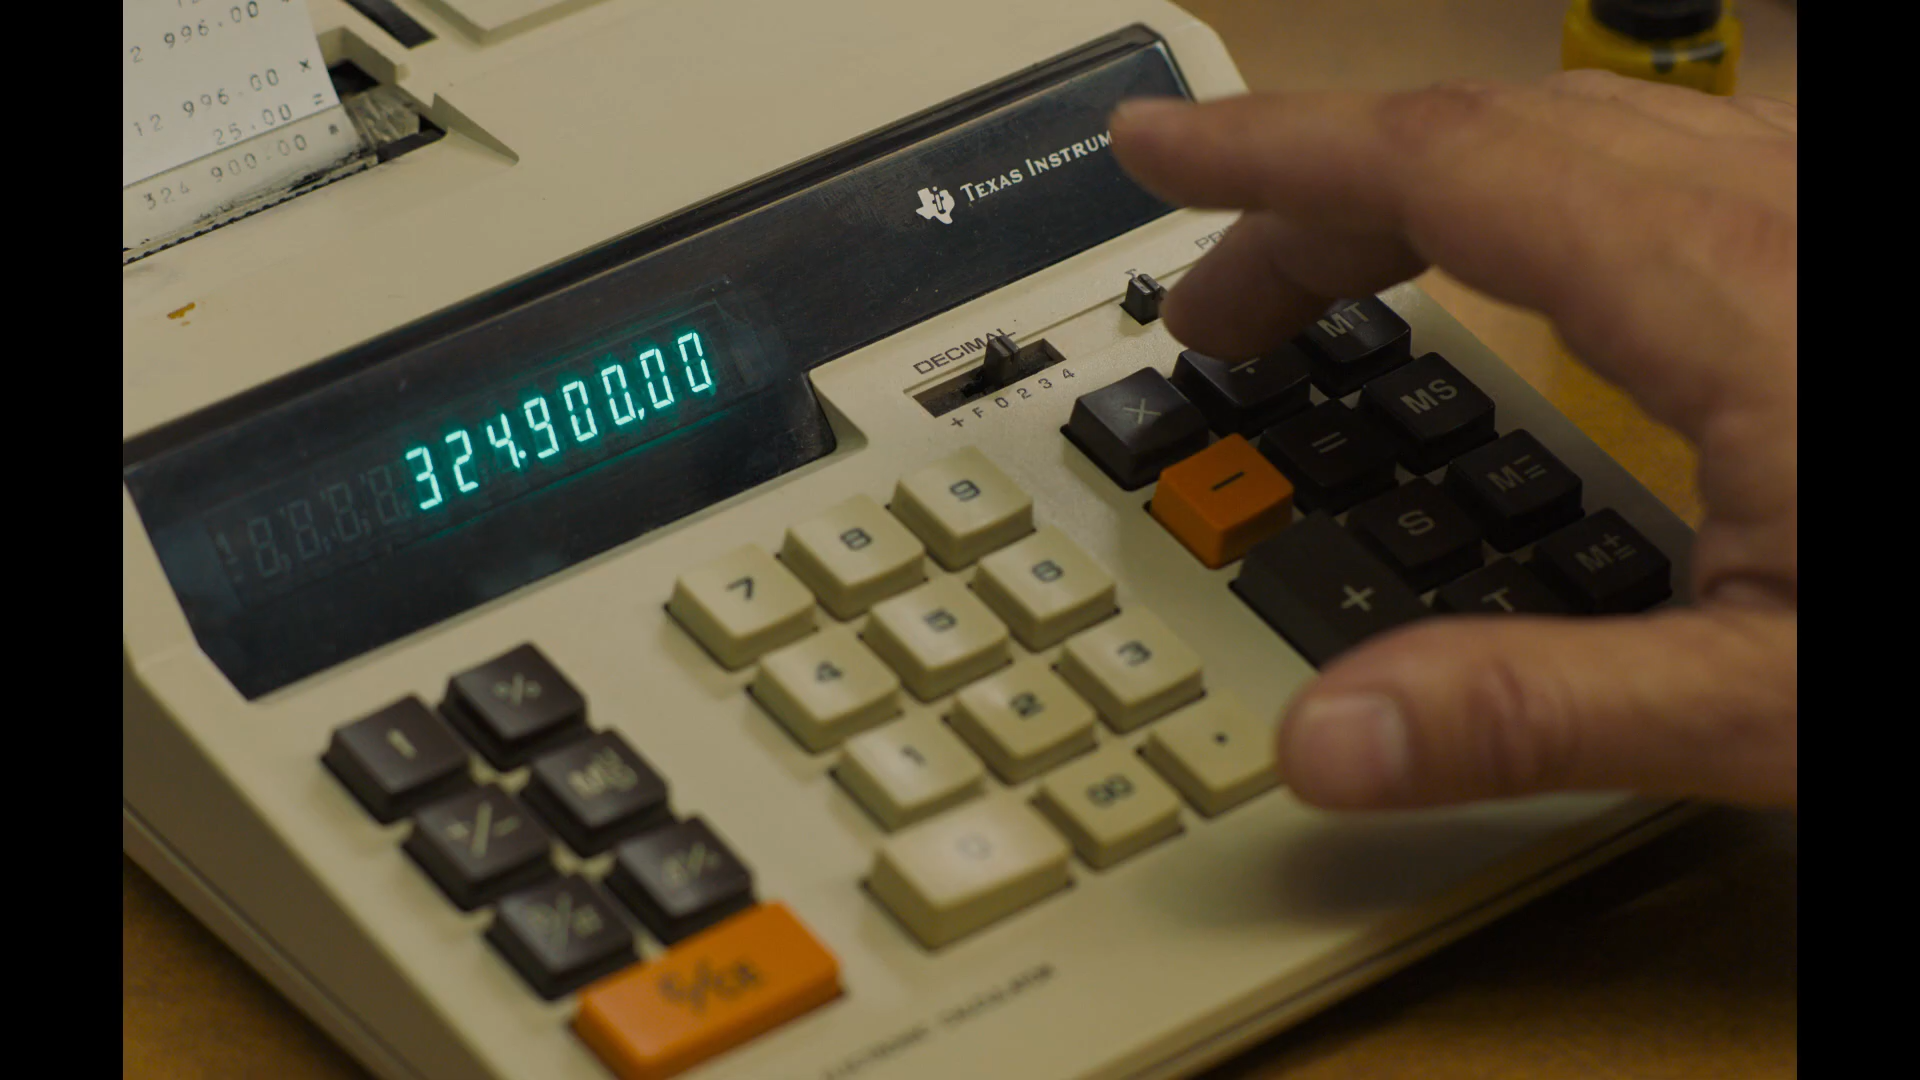 2 996.00
12 996.00 x
25.00 =
324 900.00 *
TEXAS INSTRUM
324.900,00
DECIMAL
+ F 0 2 3 4
MT
÷
MS
×
=
M=
−
9
S
M±=
8
6
+
T
7
5
3
4
2
.
%
1
00
0
+/-
C/CE